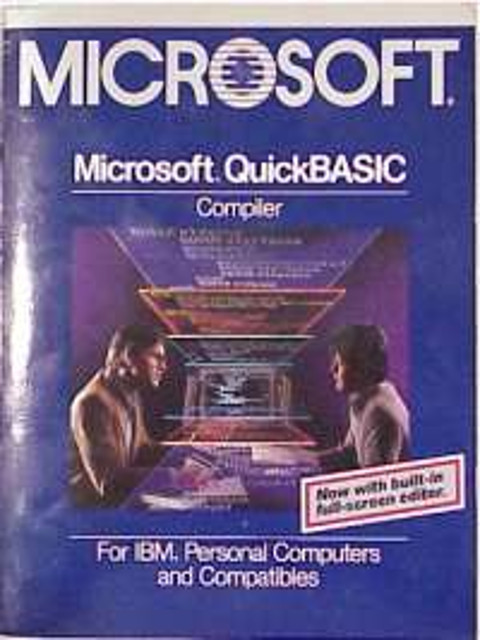 MICROSOFT®
Microsoft® QuickBASIC
Compiler
Now with built-in
full-screen editor.
For IBM® Personal Computers
and Compatibles